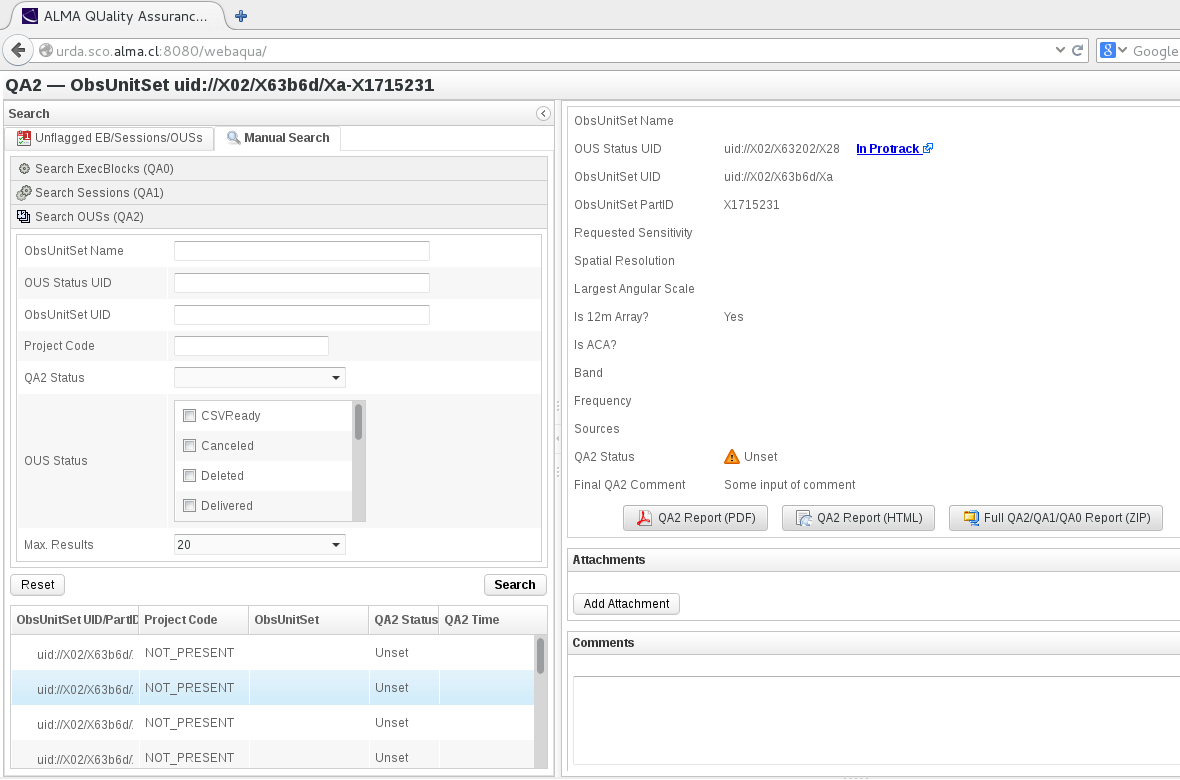 ALMA QUality Assuranc...
urda.sco.alma.cl:8080/webaqua/
Google
QA2 — ObsUnitSet uid://X02/X63b6d/Xa-X1715231
Search
Unflagged EB/Sessions/OUSs
Manual Search
Search ExecBlocks (QA0)
Search Sessions (QA1)
Search OUSs (QA2)
ObsUnitSet Name
OUS Status UID
ObsUnitSet UID
Project Code
QA2 Status
OUS Status
CSVReady
Canceled
Deleted
Delivered
Max. Results 20
Reset
Search
ObsUnitSet UID/PartID Project Code ObsUnitSet QA2 Status QA2 Time
uid://X02/X63b6d/. NOT_PRESENT Unset
uid://X02/X63b6d/. NOT_PRESENT Unset
uid://X02/X63b6d/. NOT_PRESENT Unset
uid://X02/X63b6d/. NOT_PRESENT Unset
ObsUnitSet Name
OUS Status UID uid://X02/X63202/X28 In Protrack
ObsUnitSet UID uid://X02/X63b6d/Xa
ObsUnitSet PartID X1715231
Requested Sensitivity
Spatial Resolution
Largest Angular Scale
Is 12m Array? Yes
Is ACA?
Band
Frequency
Sources
QA2 Status Unset
Final QA2 Comment Some input of comment
QA2 Report (PDF) QA2 Report (HTML) Full QA2/QA1/QA0 Report (ZIP)
Attachments
Add Attachment
Comments